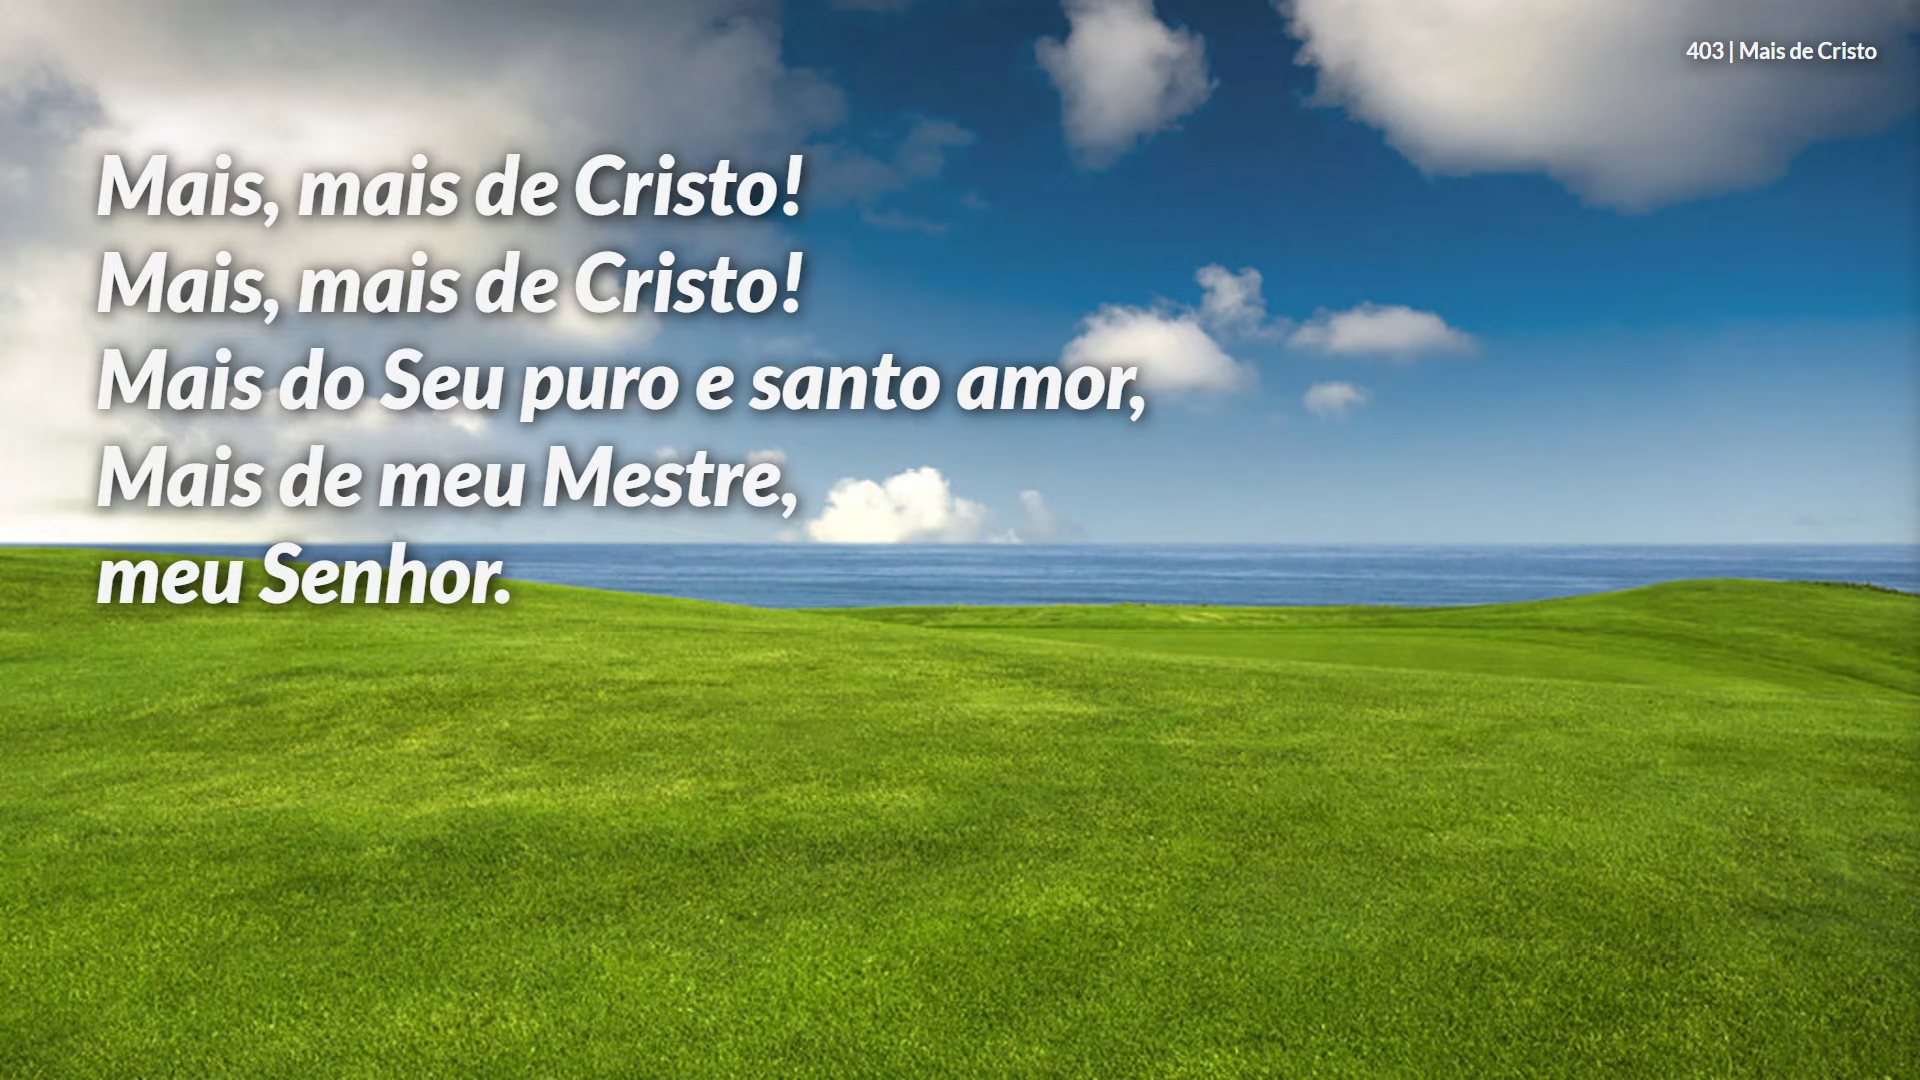 403 | Mais de Cristo
Mais, mais de Cristo!
Mais, mais de Cristo!
Mais do Seu puro e santo amor,
Mais de meu Mestre,
meu Senhor.